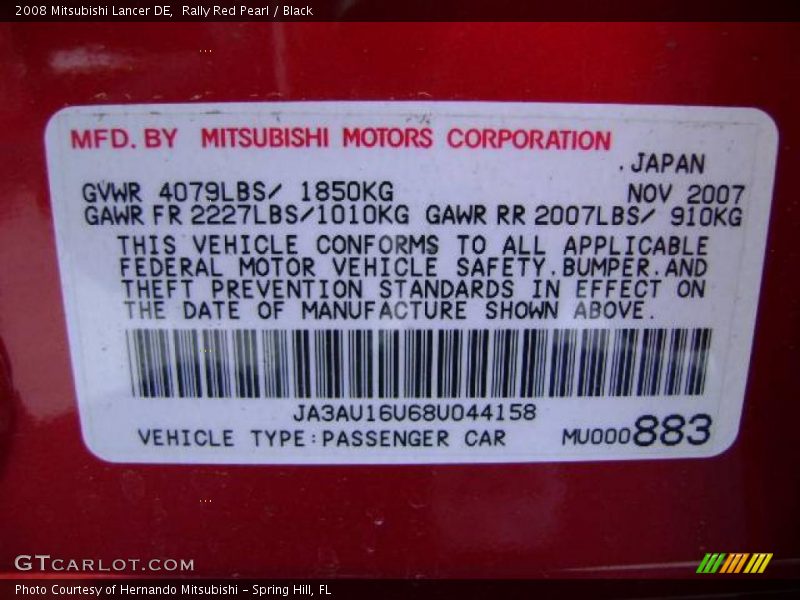 2008 Mitsubishi Lancer DE,  Rally Red Pearl / Black
MFD. BY MITSUBISHI MOTORS CORPORATION
.JAPAN
GVWR 4079LBS/ 1850KG NOV 2007
GAWR FR 2227LBS/1010KG GAWR RR 2007LBS/ 910KG
THIS VEHICLE CONFORMS TO ALL APPLICABLE
FEDERAL MOTOR VEHICLE SAFETY.BUMPER.AND
THEFT PREVENTION STANDARDS IN EFFECT ON
THE DATE OF MANUFACTURE SHOWN ABOVE.
JA3AU16U68U044158
VEHICLE TYPE:PASSENGER CAR MU000883
GTCARLOT.COM
Photo Courtesy of Hernando Mitsubishi - Spring Hill, FL